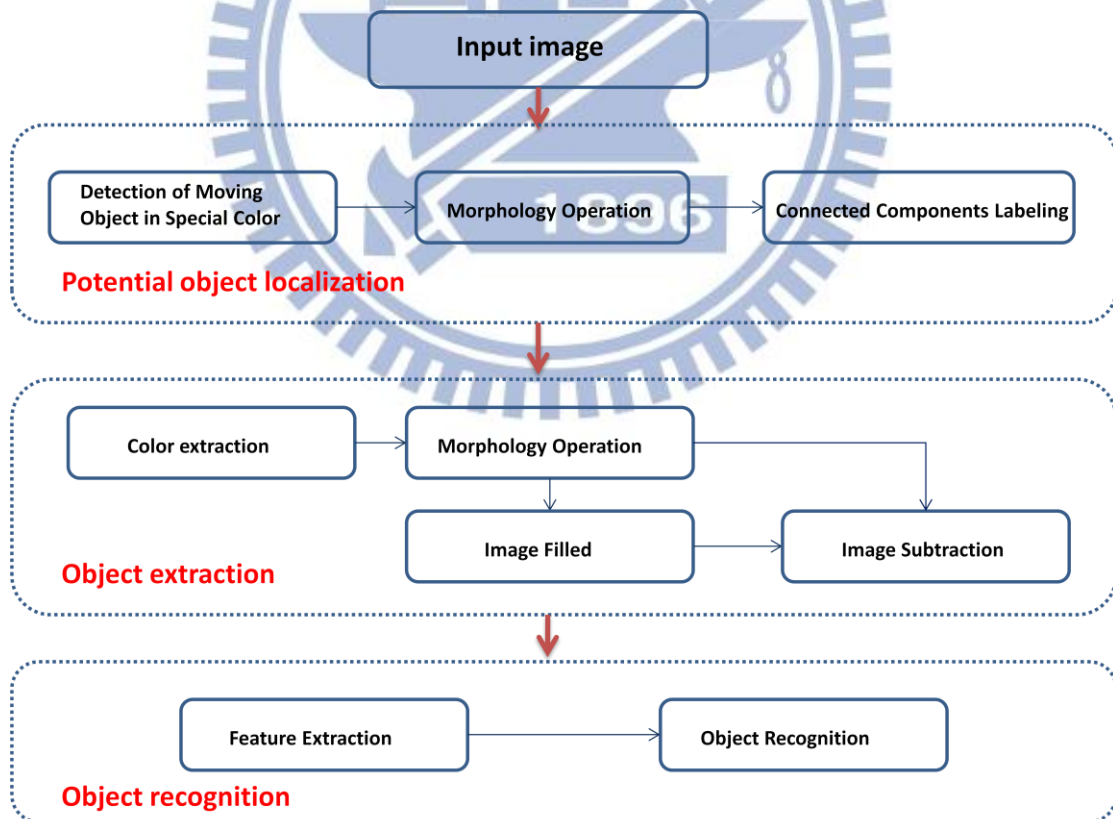 Input image
Detection of Moving
Object in Special Color
Morphology Operation
Connected Components Labeling
1896
Potential object localization
Color extraction
Morphology Operation
Image Filled
Image Subtraction
Object extraction
Feature Extraction
Object Recognition
Object recognition